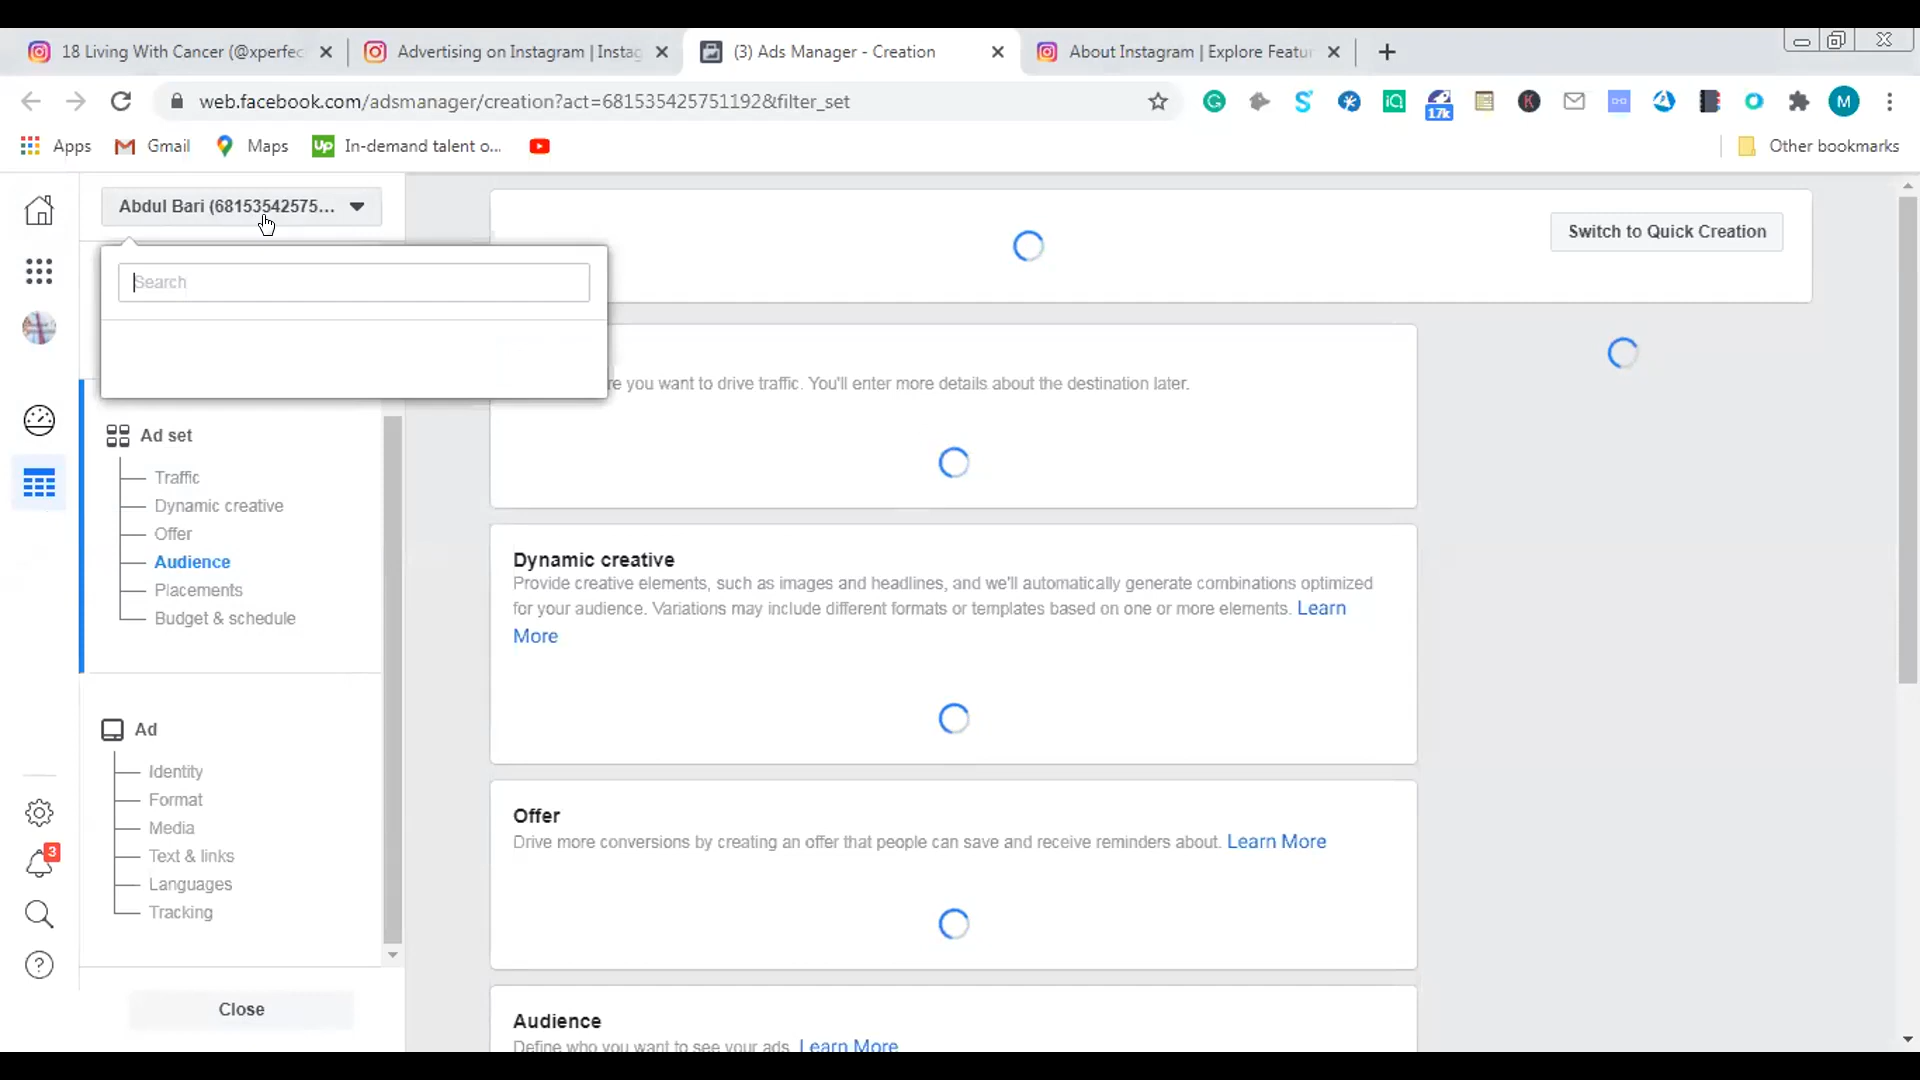 18 Living With Cancer (@xperfec
Advertising on Instagram | Instag
(3) Ads Manager - Creation
About Instagram | Explore Featur
web.facebook.com/adsmanager/creation?act=681535425751192&filter_set
17k
M
Apps
Gmail
Maps
Up
In-demand talent o...
Other bookmarks
Abdul Bari (68153542575...
Search
Switch to Quick Creation
re you want to drive traffic. You'll enter more details about the destination later.
Ad set
Traffic
Dynamic creative
Offer
Audience
Placements
Budget & schedule
Dynamic creative
Provide creative elements, such as images and headlines, and we'll automatically generate combinations optimized
for your audience. Variations may include different formats or templates based on one or more elements. Learn
More
Ad
Identity
Format
Media
Text & links
Languages
Tracking
3
Offer
Drive more conversions by creating an offer that people can save and receive reminders about. Learn More
Close
Audience
Define who you want to see your ads. Learn More